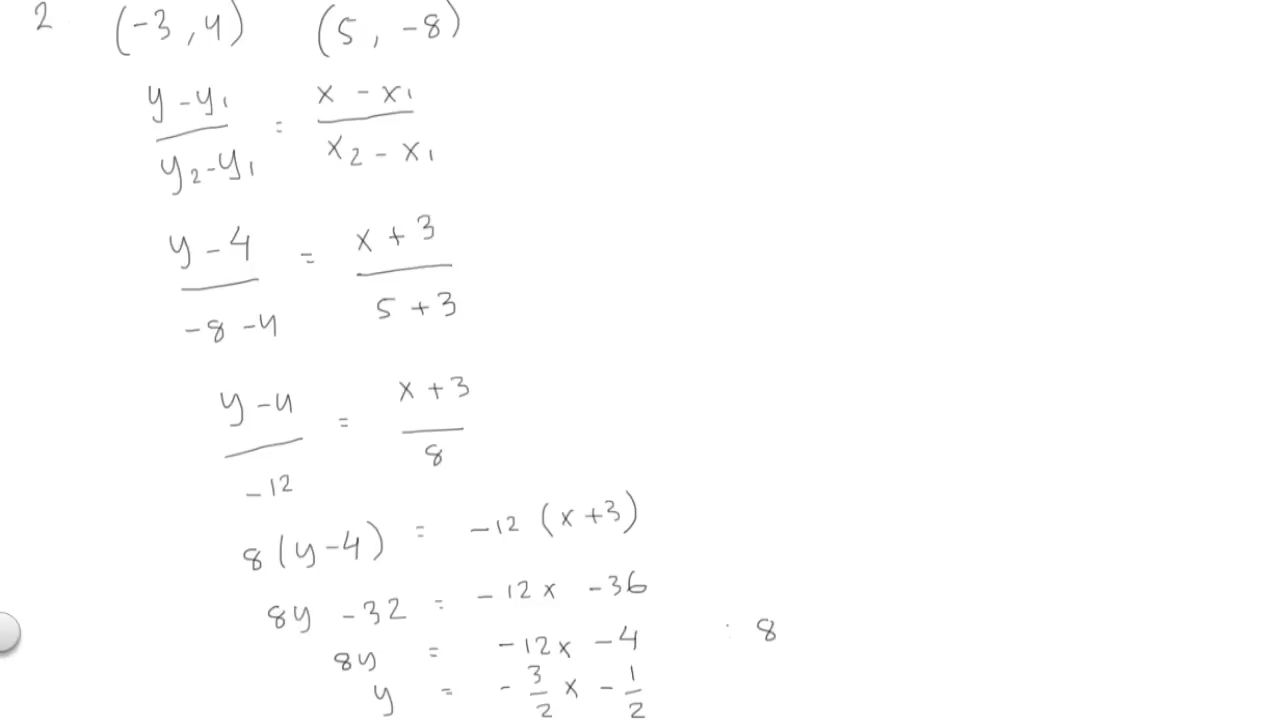 2 (-3, 4) (5, -8)
y - y₁ / y₂ - y₁ = x - x₁ / x₂ - x₁
y - 4 / -8 - 4 = x + 3 / 5 + 3
y - 4 / -12 = x + 3 / 8
8(y - 4) = -12 (x + 3)
8y - 32 = -12x - 36
8y = -12x - 4 : 8
y = - 3/2 x - 1/2